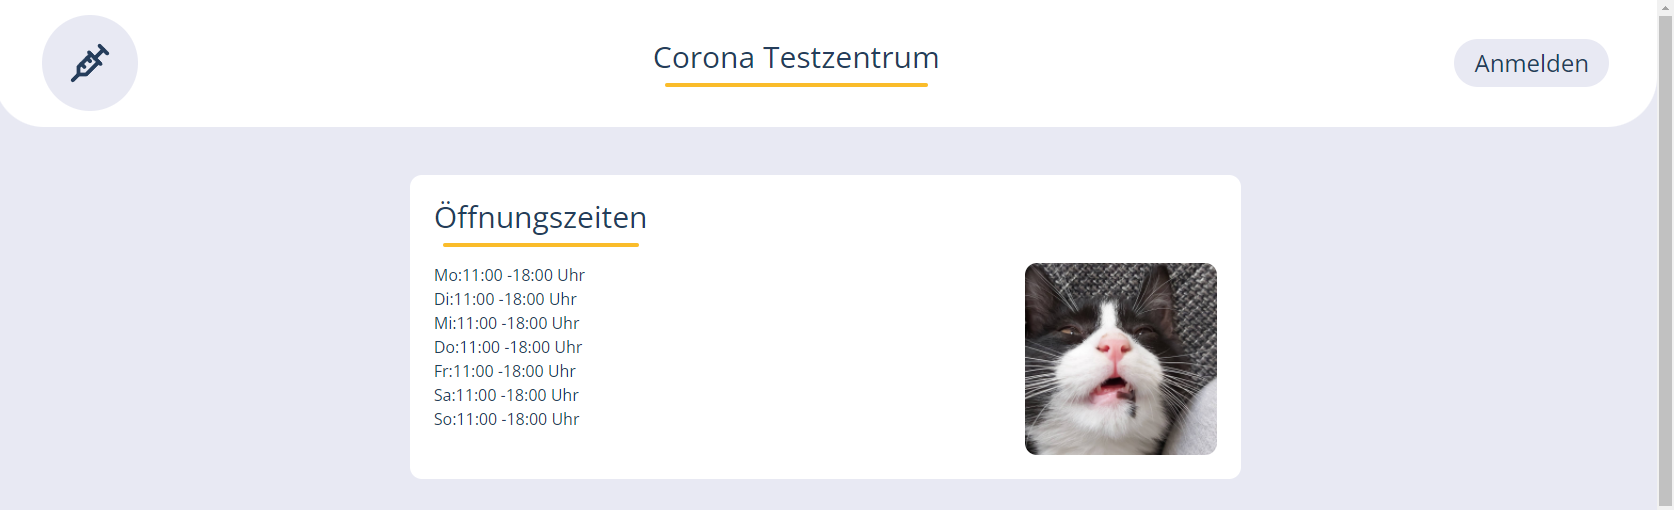 Corona Testzentrum
Anmelden
Öffnungszeiten
Mo:11:00 -18:00 Uhr
Di:11:00 -18:00 Uhr
Mi:11:00 -18:00 Uhr
Do:11:00 -18:00 Uhr
Fr:11:00 -18:00 Uhr
Sa:11:00 -18:00 Uhr
So:11:00 -18:00 Uhr